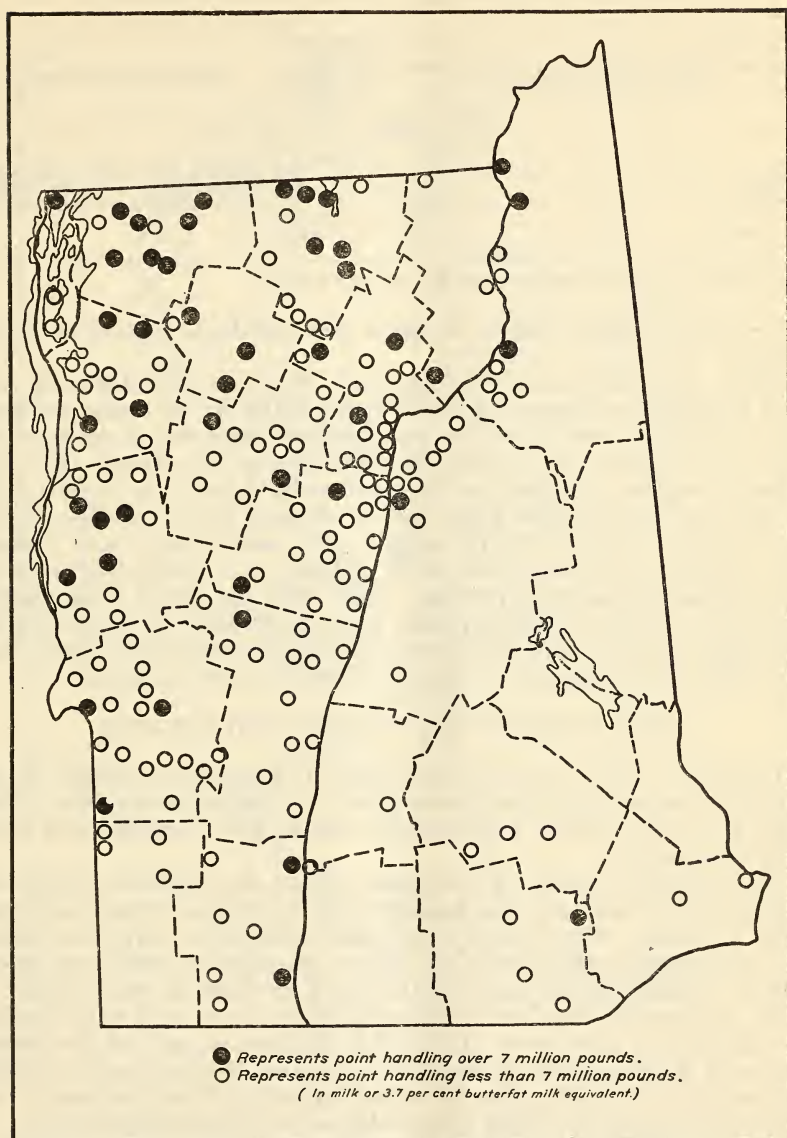 Represents point handling over 7 million pounds.
Represents point handling less than 7 million pounds.
( In milk or 3.7 per cent butterfat milk equivalent.)